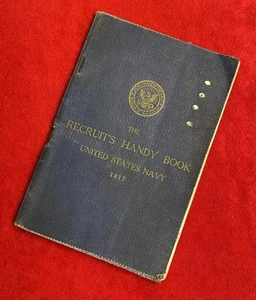 THE
RECRUIT'S HANDY BOOK
UNITED STATES NAVY
1917